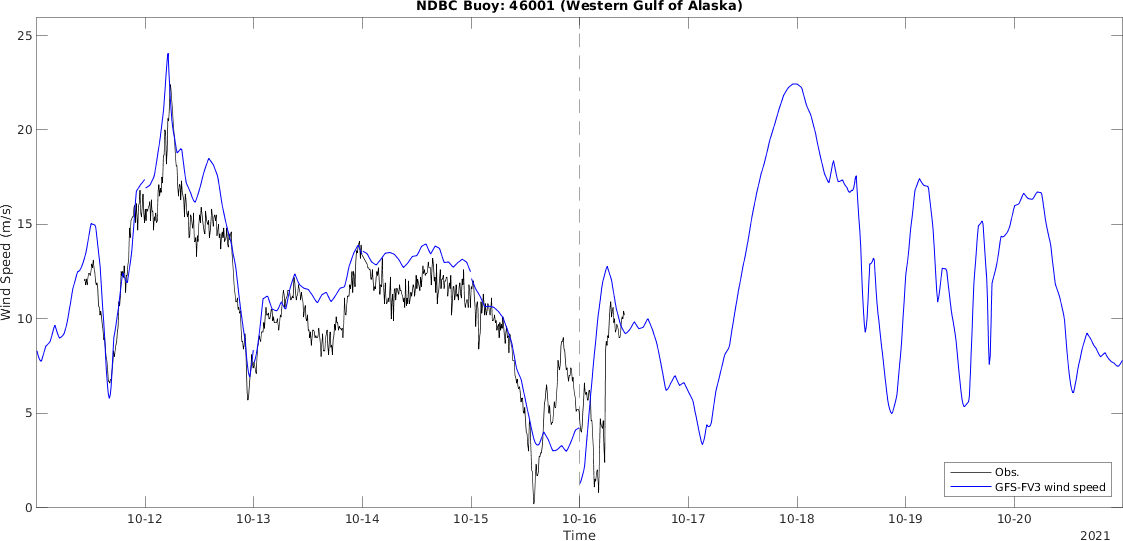 NDBC Buoy: 46001 (Western Gulf of Alaska)
25
20
15
10
5
0
Wind Speed (m/s)
10-12 10-13 10-14 10-15 10-16 10-17 10-18 10-19 10-20
Time
2021
Obs.
GFS-FV3 wind speed